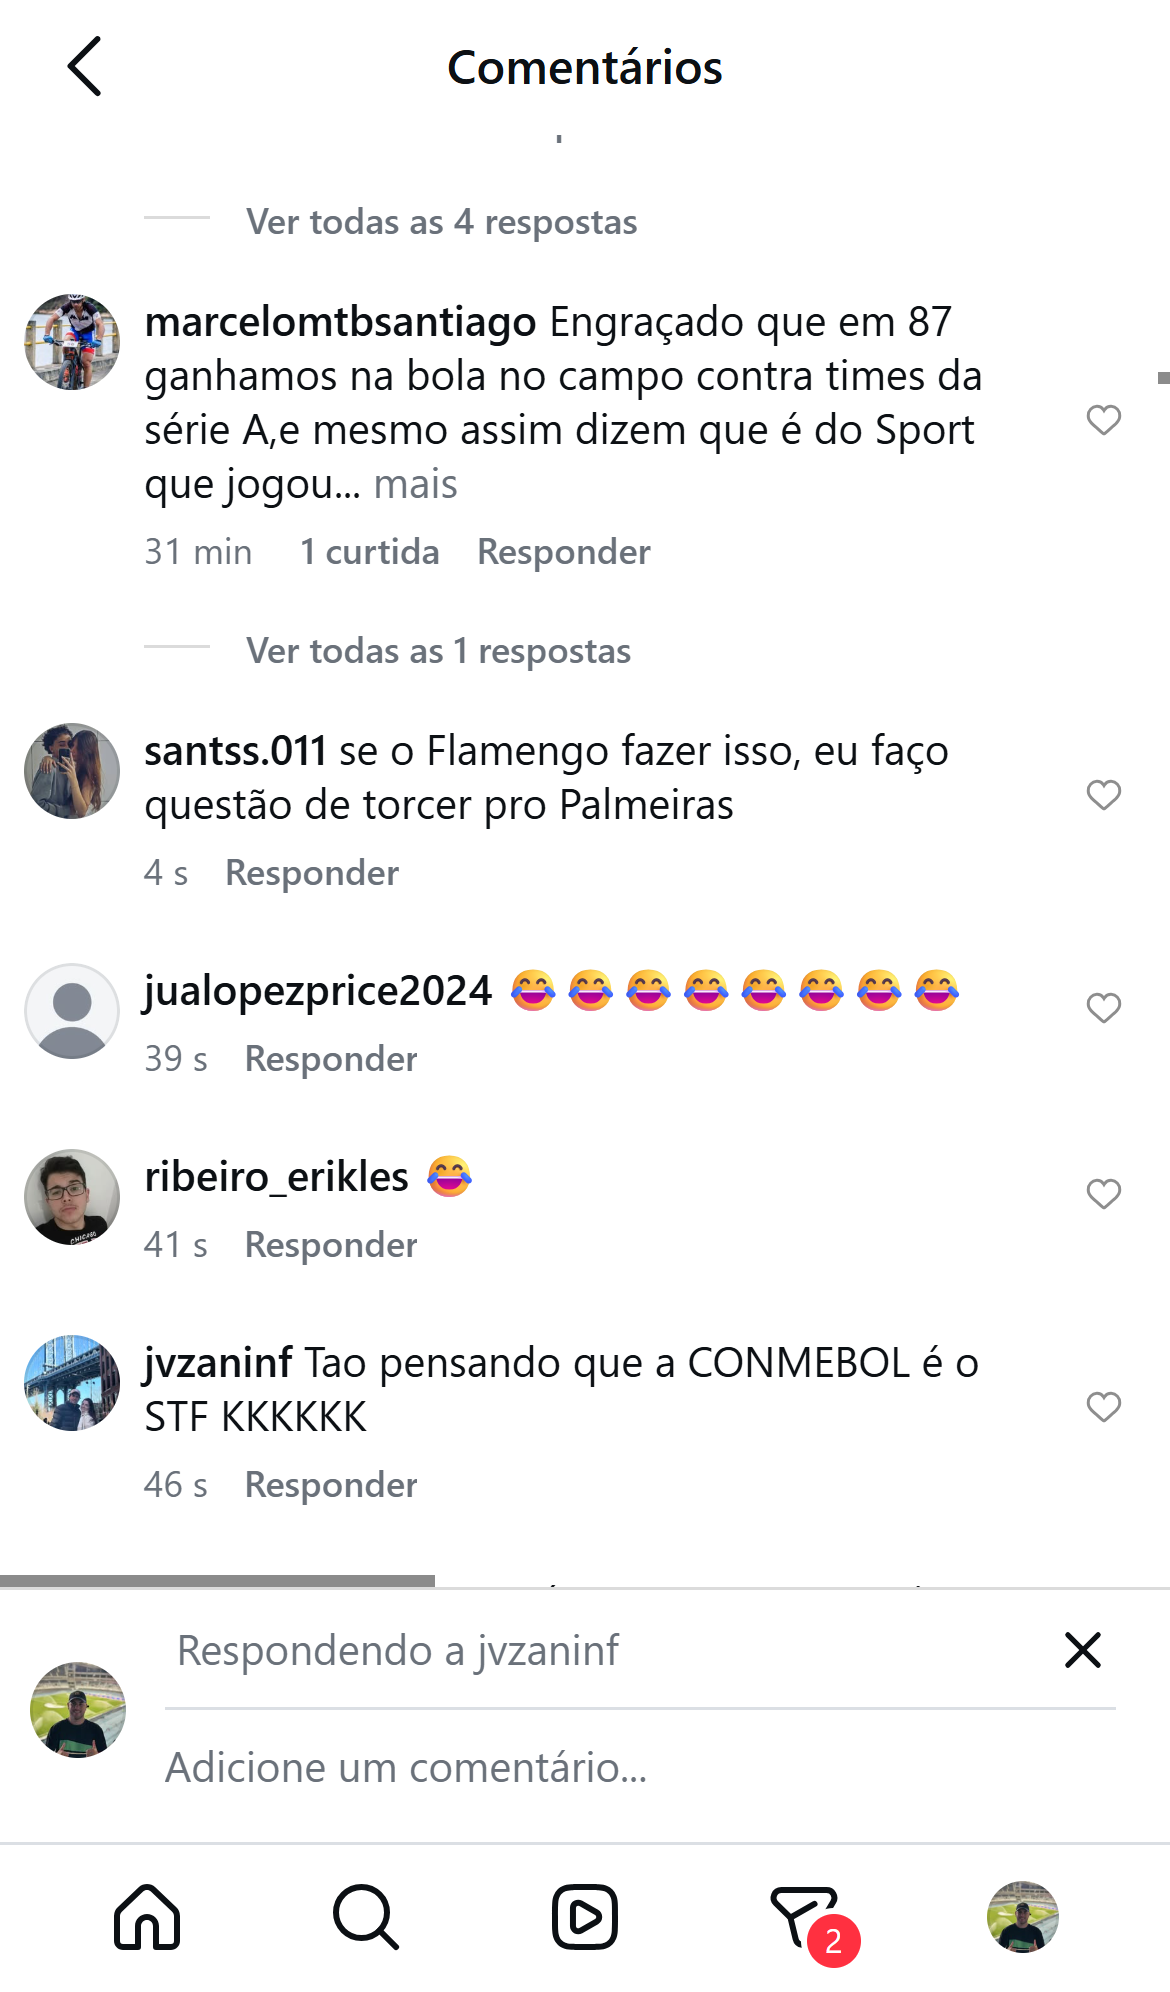 Comentários
Ver todas as 4 respostas
marcelomtbsantiago Engraçado que em 87
ganhamos na bola no campo contra times da
série A,e mesmo assim dizem que é do Sport
que jogou... mais
31 min 1 curtida Responder
Ver todas as 1 respostas
santss.011 se o Flamengo fazer isso, eu faço
questão de torcer pro Palmeiras
4 s Responder
jualopezprice2024 😂😂😂😂😂😂😂😂
39 s Responder
ribeiro_erikles 😂
41 s Responder
jvzaninf Tao pensando que a CONMEBOL é o
STF KKKKKK
46 s Responder
Respondendo a jvzaninf
Adicione um comentário...
2